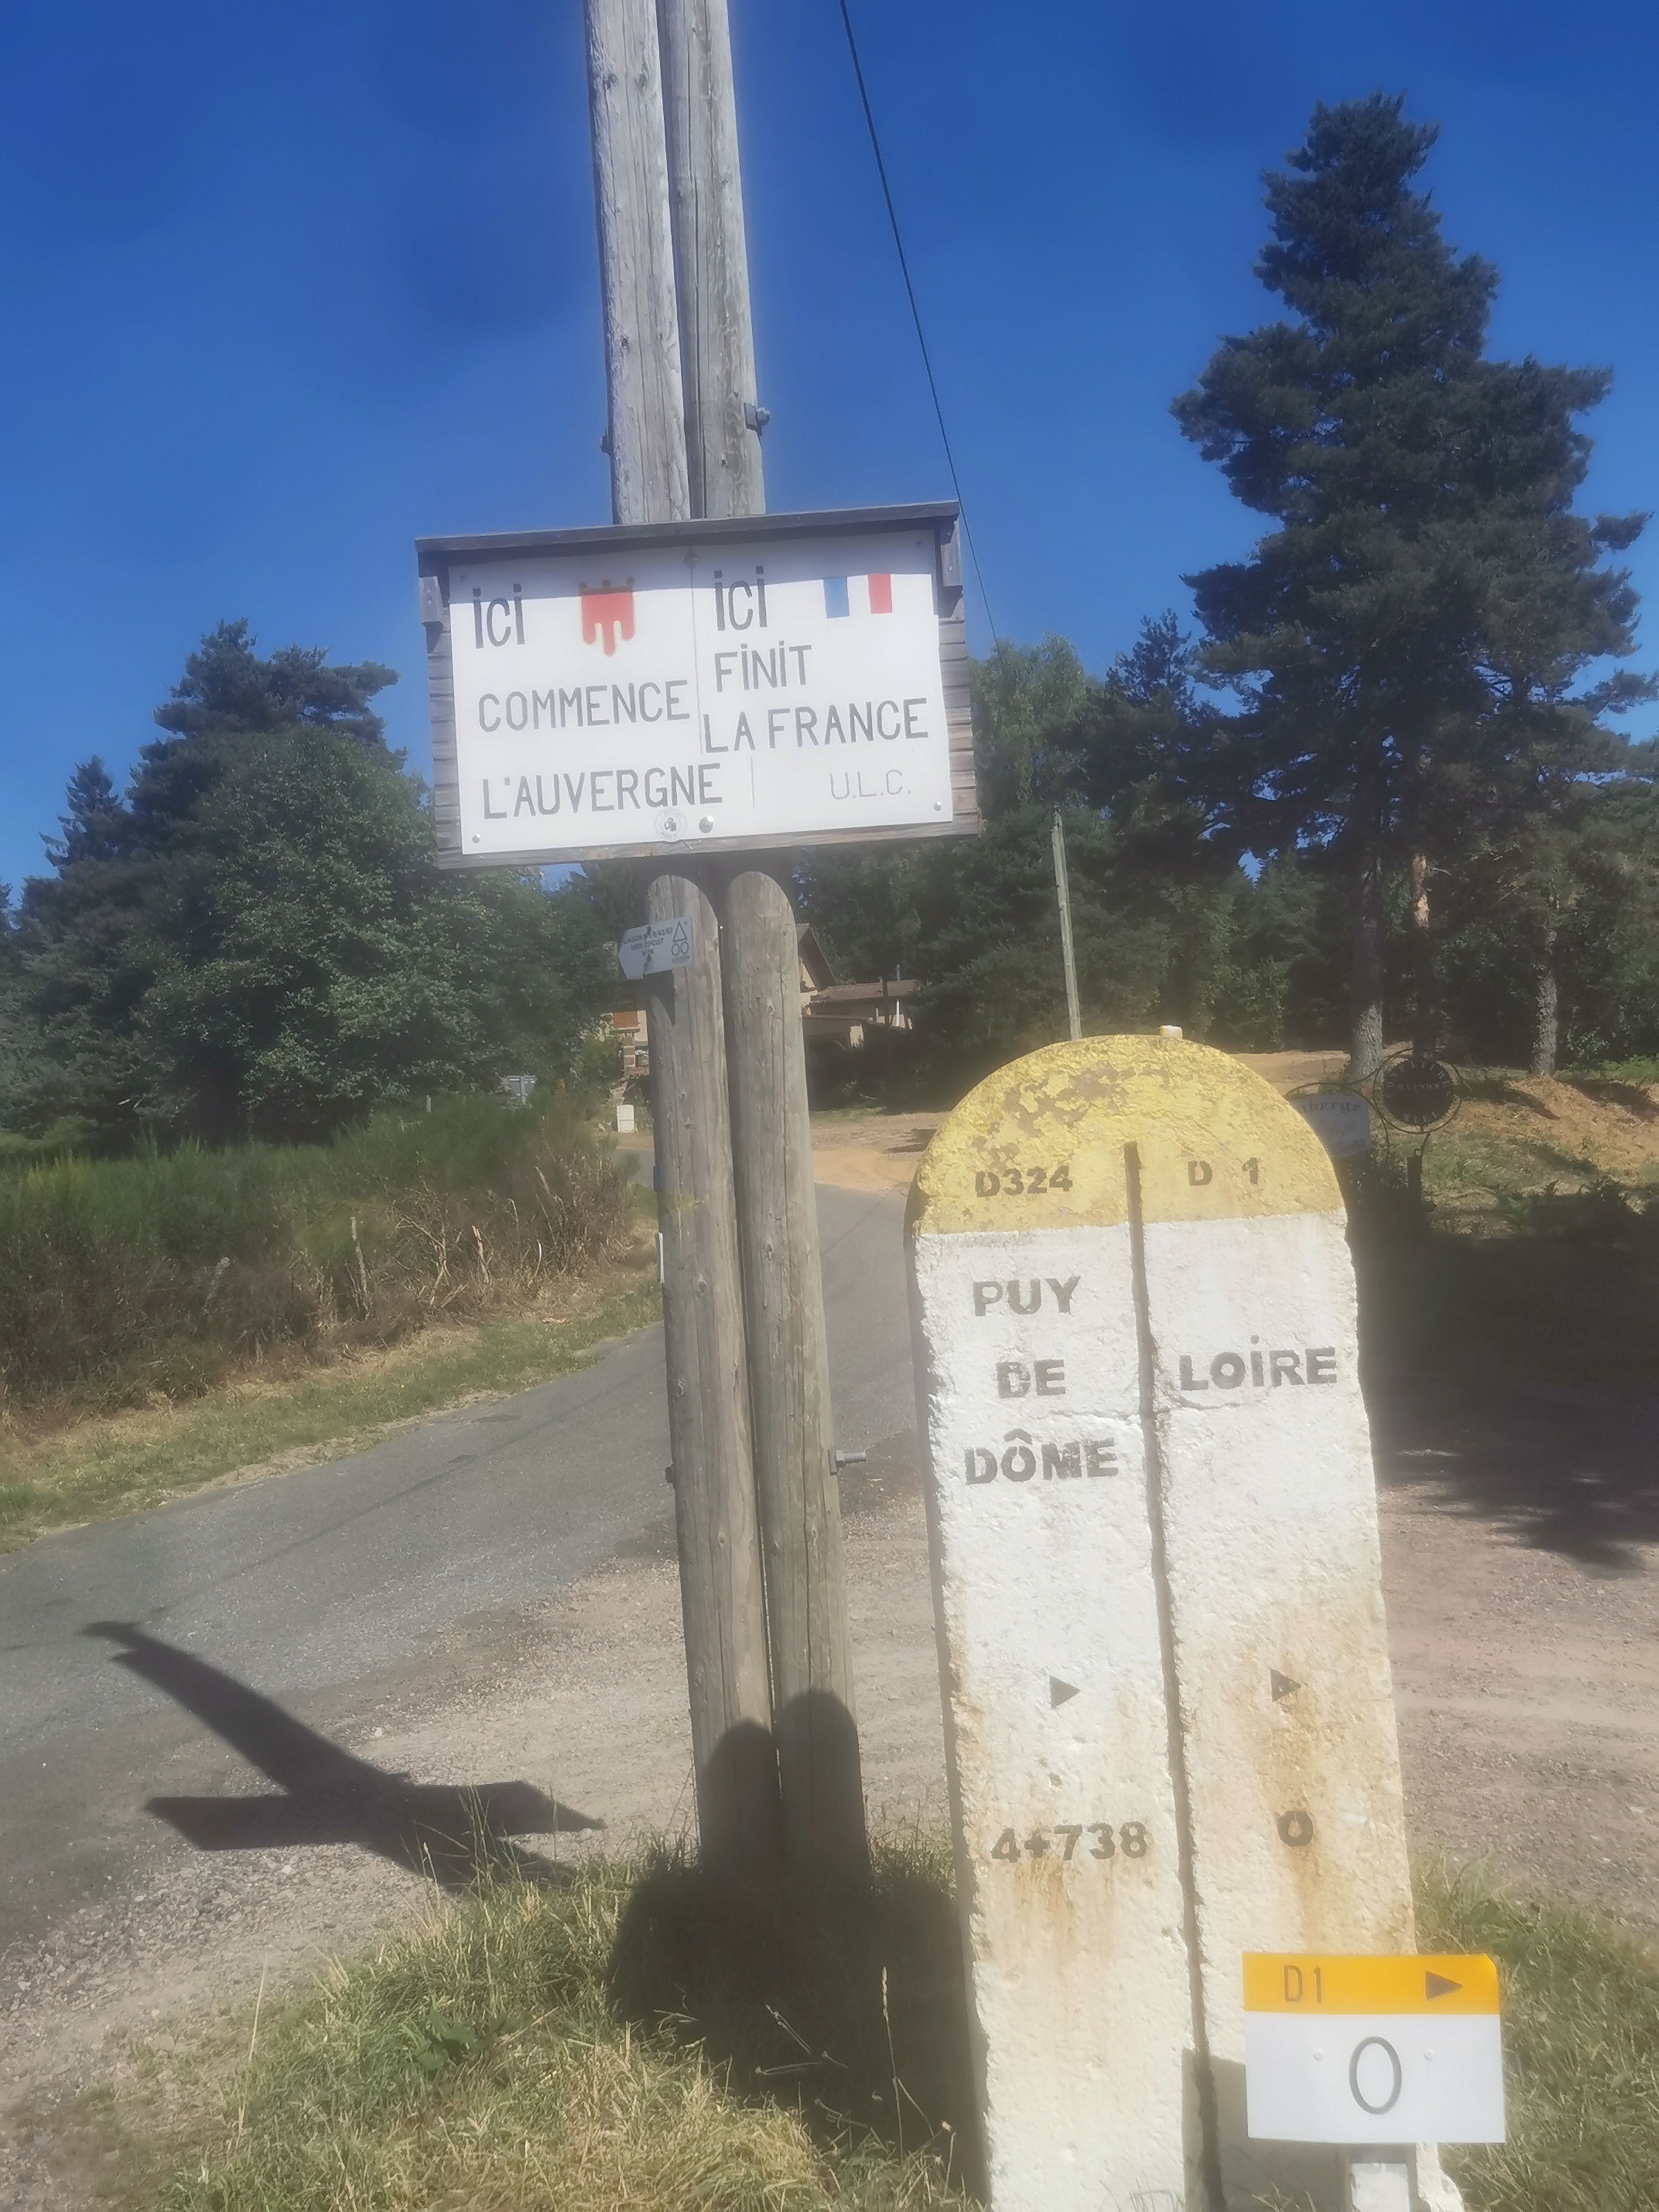 ici
COMMENCE
L'AUVERGNE
ici
FINIT
LA FRANCE
U.L.C.
D324
PUY
DE
DÔME
4+738
D 1
LOIRE
0
D1
0